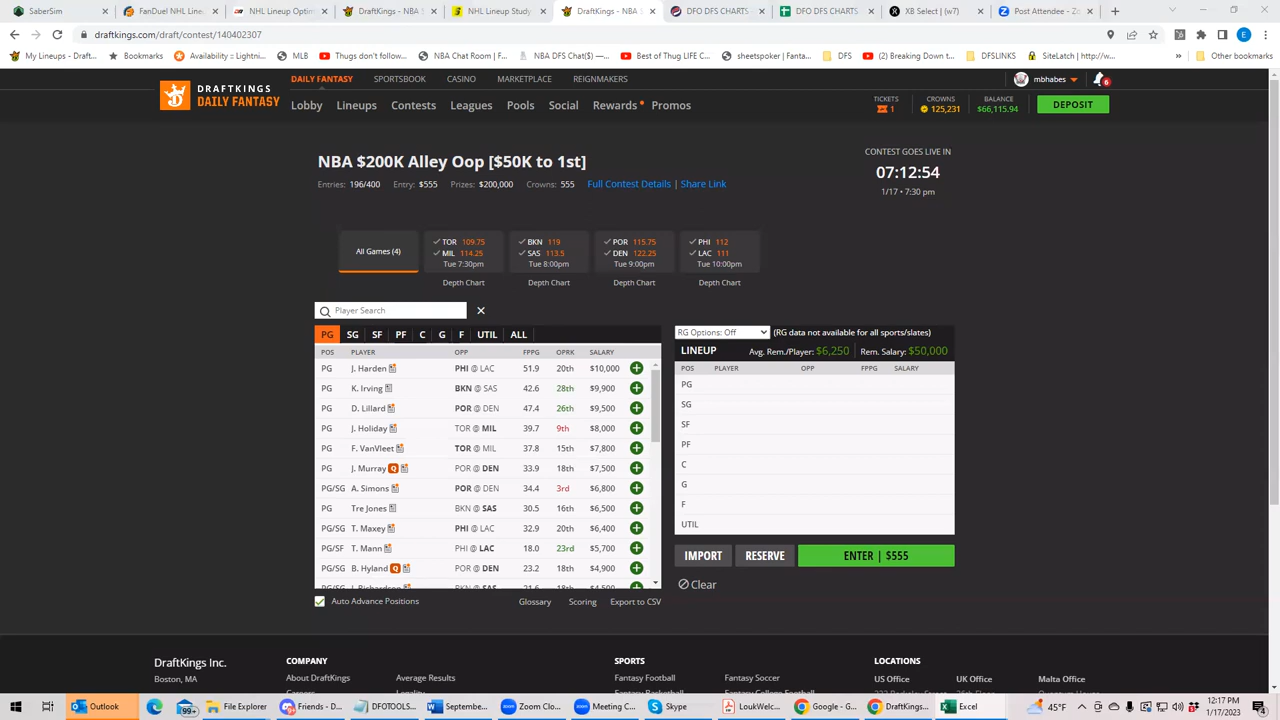 SaberSim
FanDuel NHL Line
NHL Lineup Optim
DraftKings - NBA S
NHL Lineup Study
DraftKings - NBA S
DFO DFS CHARTS
DFO DFS CHARTS
XB Select | (w7)
Post Attendee - Zo
draftkings.com/draft/contest/140402307
My Lineups - Draft...
Bookmarks
Availability :: Lightnin...
MLB
Thugs don't follow...
NBA Chat Room | F...
NBA DFS Chat($) —...
Best of Thug LIFE C...
sheetspoker | Fanta...
DFS
(2) Breaking Down t...
DFSLINKS
SiteLatch | http://w...
Other bookmarks
DAILY FANTASY
SPORTSBOOK
CASINO
MARKETPLACE
REIGNMAKERS
mbhabes
6
DRAFTKINGS
DAILY FANTASY
Lobby
Lineups
Contests
Leagues
Pools
Social
Rewards
Promos
TICKETS
1
CROWNS
125,231
BALANCE
$66,115.94
DEPOSIT
NBA $200K Alley Oop [$50K to 1st]
Entries: 196/400 Entry: $555 Prizes: $200,000 Crowns: 555 Full Contest Details | Share Link
CONTEST GOES LIVE IN
07:12:54
1/17 • 7:30 pm
All Games (4)
TOR 109.75
MIL 114.25
Tue 7:30pm
Depth Chart
BKN 119
SAS 113.5
Tue 8:00pm
Depth Chart
POR 115.75
DEN 122.25
Tue 9:00pm
Depth Chart
PHI 112
LAC 111
Tue 10:00pm
Depth Chart
Player Search
PG SG SF PF C G F UTIL ALL
POS PLAYER OPP FPPG OPRK SALARY
PG J. Harden PHI @ LAC 51.9 20th $10,000
PG K. Irving BKN @ SAS 42.6 28th $9,900
PG D. Lillard POR @ DEN 47.4 26th $9,500
PG J. Holiday TOR @ MIL 39.7 9th $8,000
PG F. VanVleet TOR @ MIL 37.8 15th $7,800
PG J. Murray Q POR @ DEN 33.9 18th $7,500
PG/SG A. Simons POR @ DEN 34.4 3rd $6,800
PG Tre Jones BKN @ SAS 30.5 16th $6,500
PG/SG T. Maxey PHI @ LAC 32.9 20th $6,400
PG/SF T. Mann PHI @ LAC 18.0 23rd $5,700
PG/SG B. Hyland Q POR @ DEN 23.2 18th $4,900
Auto Advance Positions
Glossary
Scoring
Export to CSV
RG Options: Off
(RG data not available for all sports/slates)
LINEUP Avg. Rem./Player: $6,250 Rem. Salary: $50,000
POS PLAYER OPP FPPG SALARY
PG
SG
SF
PF
C
G
F
UTIL
IMPORT
RESERVE
ENTER | $555
Clear
DraftKings Inc.
Boston, MA
COMPANY
About DraftKings
Average Results
SPORTS
Fantasy Football
Fantasy Soccer
LOCATIONS
US Office
UK Office
Malta Office
Outlook
99+
File Explorer
Friends - D...
DFOTOOLS...
Septembe...
Zoom Clo...
Meeting C...
Skype
LoukWelc...
Google - G...
DraftKings...
Excel
45°F
12:17 PM
1/17/2023
4